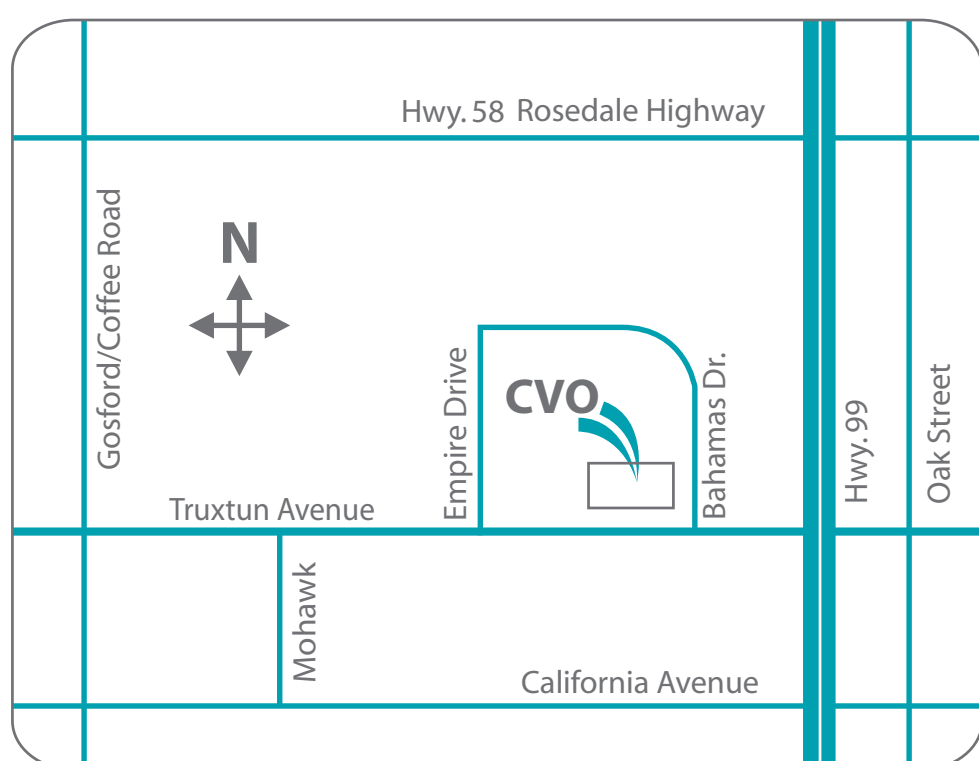 Hwy. 58 Rosedale Highway
Gosford/Coffee Road
N
Empire Drive
CVO
Bahamas Dr.
Hwy. 99
Oak Street
Truxtun Avenue
Mohawk
California Avenue